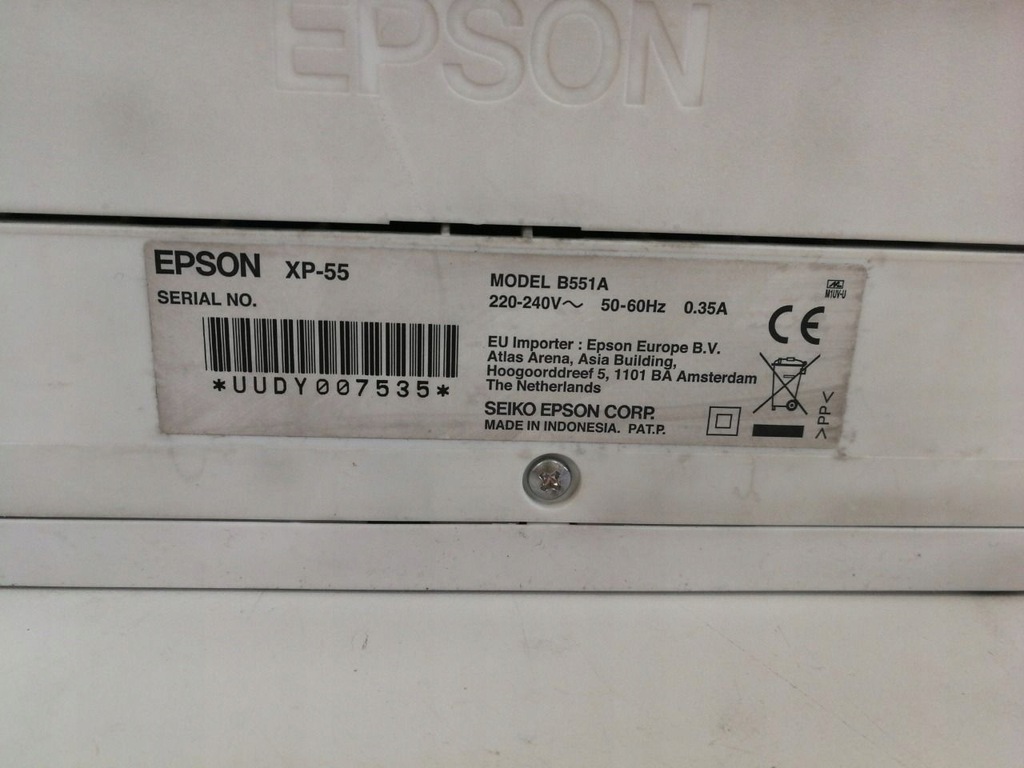 EPSON
EPSON XP-55
SERIAL NO.
*UUDY007535*
MODEL B551A
220-240V~ 50-60Hz 0.35A
EU Importer : Epson Europe B.V.
Atlas Arena, Asia Building,
Hoogoorddreef 5, 1101 BA Amsterdam
The Netherlands
SEIKO EPSON CORP.
MADE IN INDONESIA. PAT.P.
M1UV-U
CE
>PP<